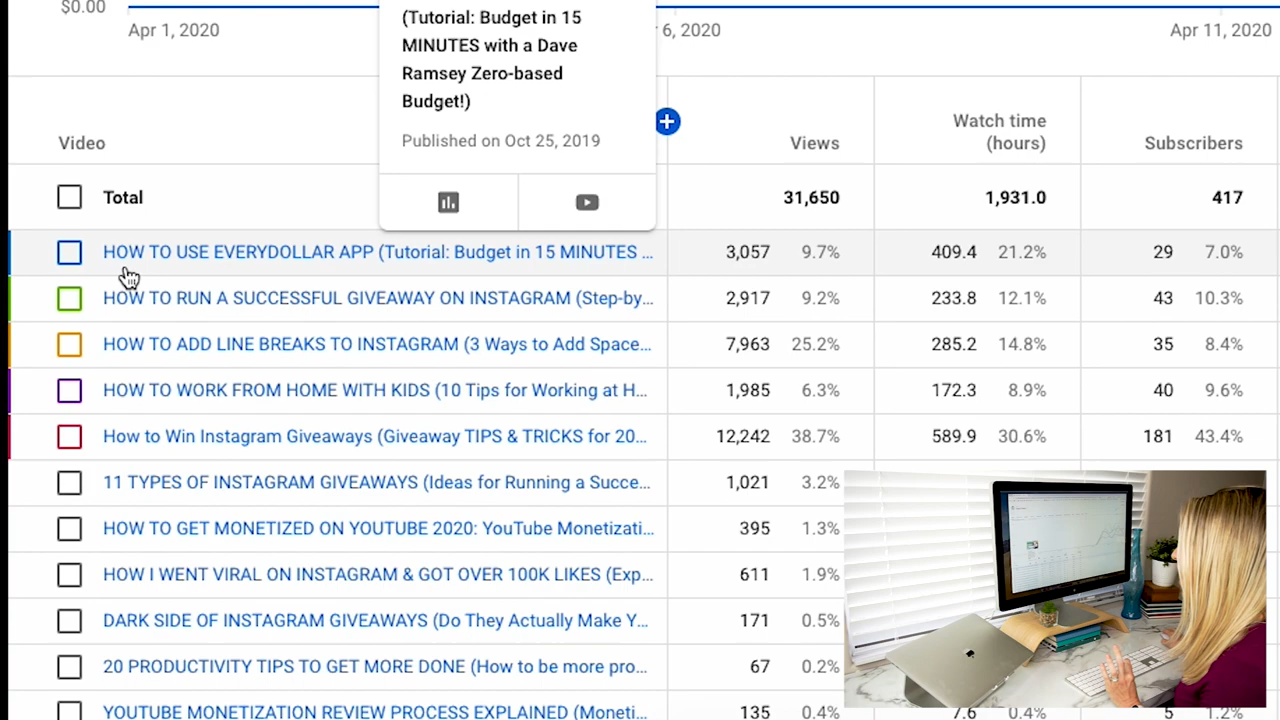 $0.00
Apr 1, 2020
6, 2020
Apr 11, 2020
(Tutorial: Budget in 15
MINUTES with a Dave
Ramsey Zero-based
Budget!)
Published on Oct 25, 2019
Video Views Watch time (hours) Subscribers
Total 31,650 1,931.0 417
HOW TO USE EVERYDOLLAR APP (Tutorial: Budget in 15 MINUTES ... 3,057 9.7% 409.4 21.2% 29 7.0%
HOW TO RUN A SUCCESSFUL GIVEAWAY ON INSTAGRAM (Step-by... 2,917 9.2% 233.8 12.1% 43 10.3%
HOW TO ADD LINE BREAKS TO INSTAGRAM (3 Ways to Add Space... 7,963 25.2% 285.2 14.8% 35 8.4%
HOW TO WORK FROM HOME WITH KIDS (10 Tips for Working at H... 1,985 6.3% 172.3 8.9% 40 9.6%
How to Win Instagram Giveaways (Giveaway TIPS & TRICKS for 20... 12,242 38.7% 589.9 30.6% 181 43.4%
11 TYPES OF INSTAGRAM GIVEAWAYS (Ideas for Running a Succe... 1,021 3.2%
HOW TO GET MONETIZED ON YOUTUBE 2020: YouTube Monetizati... 395 1.3%
HOW I WENT VIRAL ON INSTAGRAM & GOT OVER 100K LIKES (Exp... 611 1.9%
DARK SIDE OF INSTAGRAM GIVEAWAYS (Do They Actually Make Y... 171 0.5%
20 PRODUCTIVITY TIPS TO GET MORE DONE (How to be more pro... 67 0.2%
YOUTUBE MONETIZATION REVIEW PROCESS EXPLAINED (Moneti... 135 0.4% 7.6 0.4% 5 1.2%